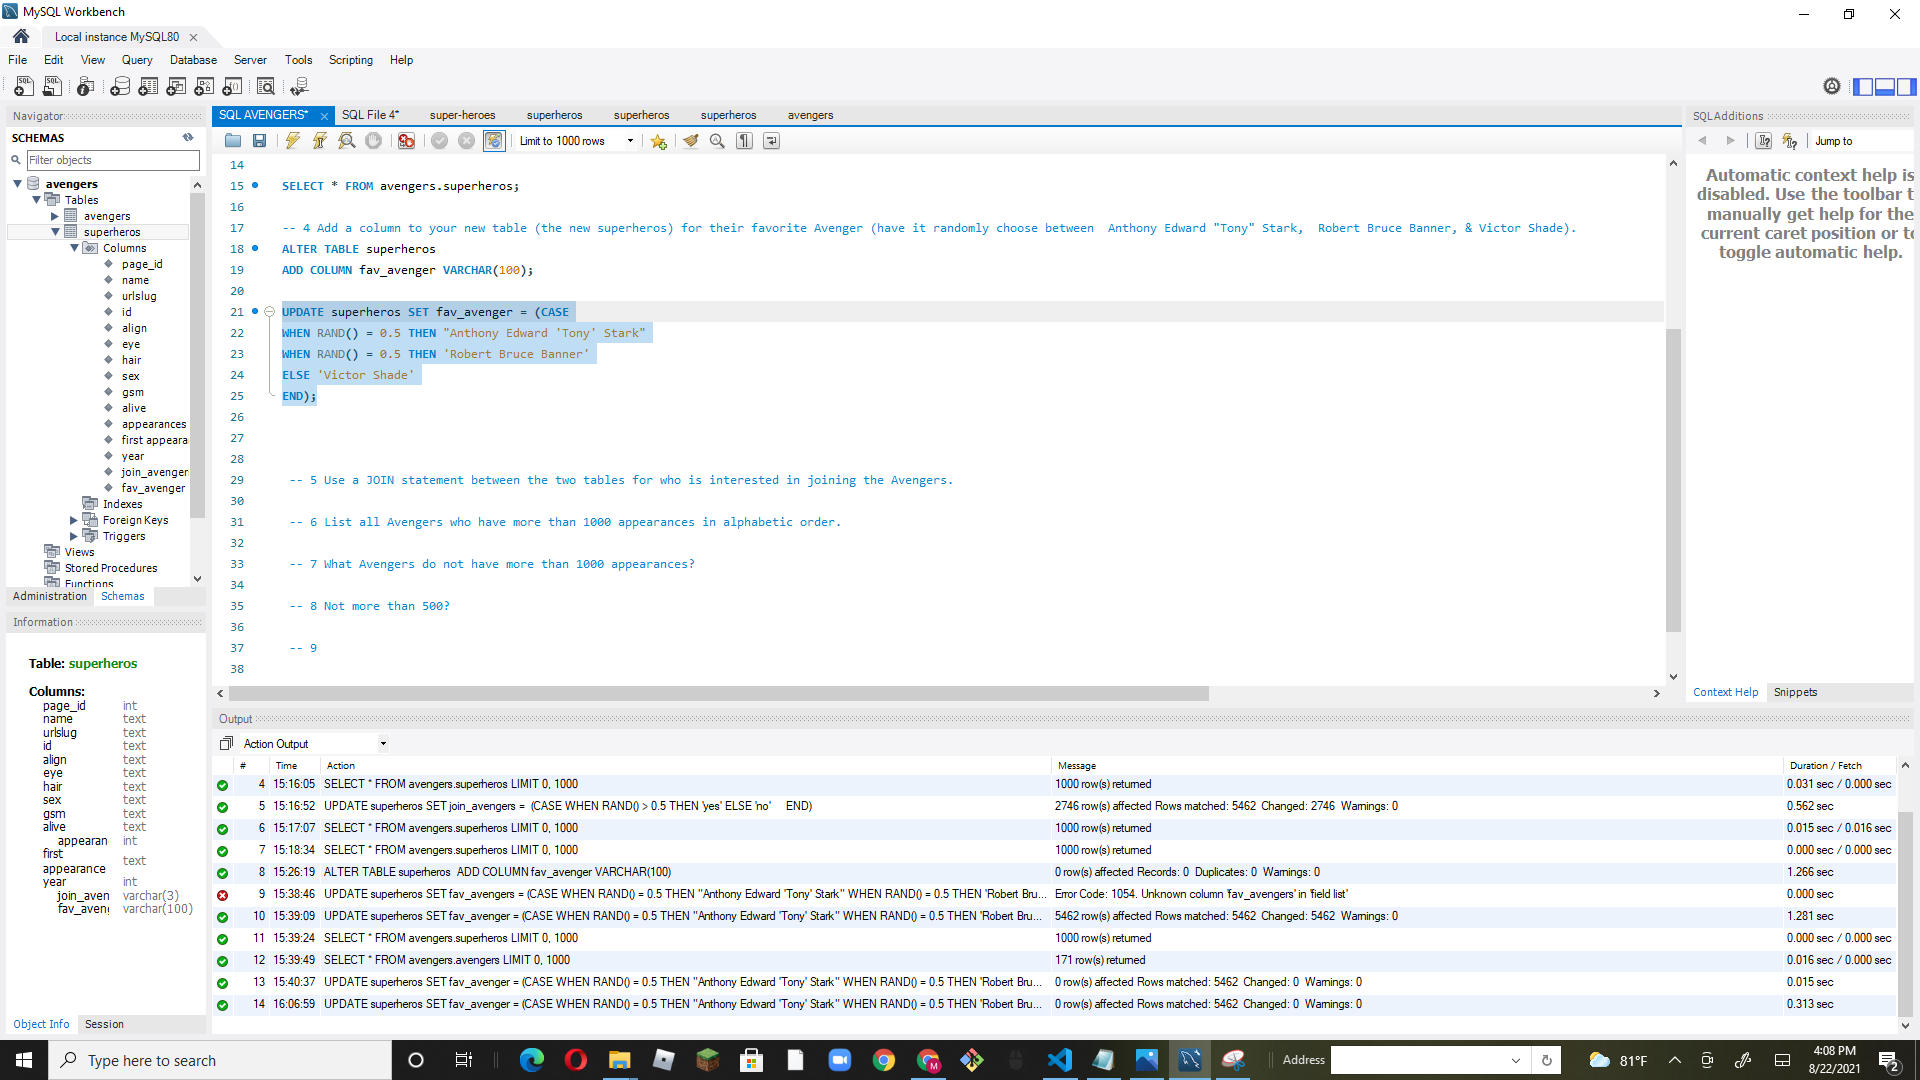 MySQL Workbench
Local instance MySQL80
File Edit View Query Database Server Tools Scripting Help
Navigator
SCHEMAS
Filter objects
avengers
Tables
avengers
superheros
Columns
page_id
name
urlslug
id
align
eye
hair
sex
gsm
alive
appearances
first appeara
year
join_avenger
fav_avenger
Indexes
Foreign Keys
Triggers
Views
Stored Procedures
Functions
Administration Schemas
Information
Table: superheros
Columns:
page_id int
name text
urlslug text
id text
align text
eye text
hair text
sex text
gsm text
alive text
appearan int
first appearance text
year int
join_aven varchar(3)
fav_aveng varchar(100)
Object Info Session
SQL AVENGERS* SQL File 4* super-heroes superheros superheros superheros avengers
Limit to 1000 rows
14
15 SELECT * FROM avengers.superheros;
16
17 -- 4 Add a column to your new table (the new superheros) for their favorite Avenger (have it randomly choose between  Anthony Edward "Tony" Stark,  Robert Bruce Banner, & Victor Shade).
18 ALTER TABLE superheros
19 ADD COLUMN fav_avenger VARCHAR(100);
20
21 UPDATE superheros SET fav_avenger = (CASE
22 WHEN RAND() = 0.5 THEN "Anthony Edward 'Tony' Stark"
23 WHEN RAND() = 0.5 THEN 'Robert Bruce Banner'
24 ELSE 'Victor Shade'
25 END);
26
27
28
29 -- 5 Use a JOIN statement between the two tables for who is interested in joining the Avengers.
30
31 -- 6 List all Avengers who have more than 1000 appearances in alphabetic order.
32
33 -- 7 What Avengers do not have more than 1000 appearances?
34
35 -- 8 Not more than 500?
36
37 -- 9
38
SQLAdditions
Jump to
Automatic context help is
disabled. Use the toolbar t
manually get help for the
current caret position or to
toggle automatic help.
Context Help Snippets
Output
Action Output
# Time Action Message Duration / Fetch
4 15:16:05 SELECT * FROM avengers.superheros LIMIT 0, 1000 1000 row(s) returned 0.031 sec / 0.000 sec
5 15:16:52 UPDATE superheros SET join_avengers =  (CASE WHEN RAND() > 0.5 THEN 'yes' ELSE 'no'     END) 2746 row(s) affected Rows matched: 5462  Changed: 2746  Warnings: 0 0.562 sec
6 15:17:07 SELECT * FROM avengers.superheros LIMIT 0, 1000 1000 row(s) returned 0.015 sec / 0.016 sec
7 15:18:34 SELECT * FROM avengers.superheros LIMIT 0, 1000 1000 row(s) returned 0.000 sec / 0.000 sec
8 15:26:19 ALTER TABLE superheros  ADD COLUMN fav_avenger VARCHAR(100) 0 row(s) affected Records: 0  Duplicates: 0  Warnings: 0 1.266 sec
9 15:38:46 UPDATE superheros SET fav_avengers = (CASE WHEN RAND() = 0.5 THEN "Anthony Edward 'Tony' Stark" WHEN RAND() = 0.5 THEN 'Robert Bru... Error Code: 1054. Unknown column 'fav_avengers' in 'field list' 0.000 sec
10 15:39:09 UPDATE superheros SET fav_avenger = (CASE WHEN RAND() = 0.5 THEN "Anthony Edward 'Tony' Stark" WHEN RAND() = 0.5 THEN 'Robert Bru... 5462 row(s) affected Rows matched: 5462  Changed: 5462  Warnings: 0 1.281 sec
11 15:39:24 SELECT * FROM avengers.superheros LIMIT 0, 1000 1000 row(s) returned 0.000 sec / 0.000 sec
12 15:39:49 SELECT * FROM avengers.avengers LIMIT 0, 1000 171 row(s) returned 0.016 sec / 0.000 sec
13 15:40:37 UPDATE superheros SET fav_avenger = (CASE WHEN RAND() = 0.5 THEN "Anthony Edward 'Tony' Stark" WHEN RAND() = 0.5 THEN 'Robert Bru... 0 row(s) affected Rows matched: 5462  Changed: 0  Warnings: 0 0.015 sec
14 16:06:59 UPDATE superheros SET fav_avenger = (CASE WHEN RAND() = 0.5 THEN "Anthony Edward 'Tony' Stark" WHEN RAND() = 0.5 THEN 'Robert Bru... 0 row(s) affected Rows matched: 5462  Changed: 0  Warnings: 0 0.313 sec
Type here to search
Address
81°F
4:08 PM
8/22/2021
2